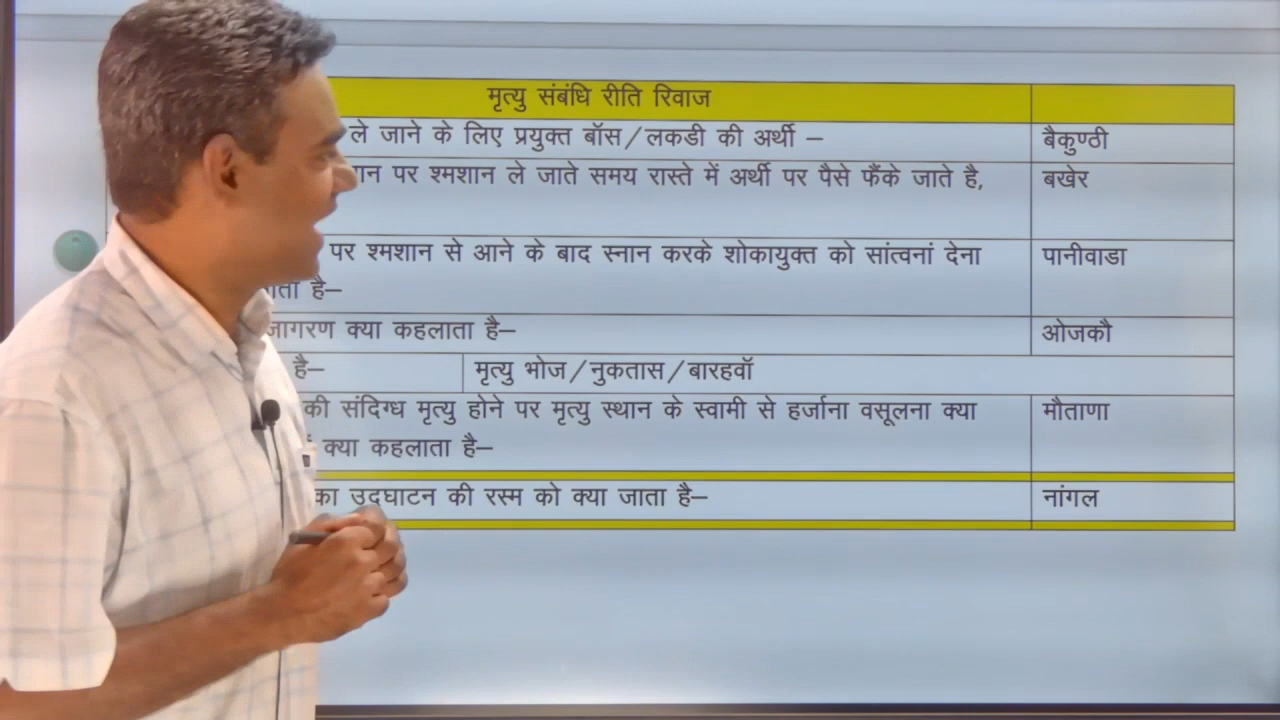 मृत्यु संबंधि रीति रिवाज
ले जाने के लिए प्रयुक्त बॉस/लकडी की अर्थी – बैकुण्ठी
पर श्मशान ले जाते समय रास्ते में अर्थी पर पैसे फैंके जाते है, बखेर
पर श्मशान से आने के बाद स्नान करके शोकायुक्त को सांत्वनां देना पानीवाडा
है–
जागरण क्या कहलाता है– ओजकौ
है– मृत्यु भोज/नुकतास/बारहवॉ
की संदिग्ध मृत्यु होने पर मृत्यु स्थान के स्वामी से हर्जाना वसूलना क्या मौताणा
क्या कहलाता है–
का उदघाटन की रस्म को क्या जाता है– नांगल